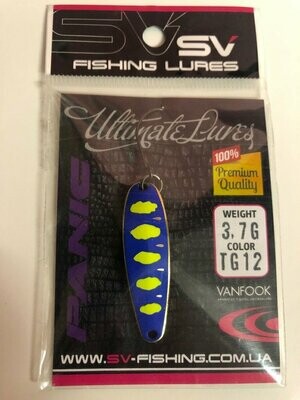 SV SV
FISHING LURES
Ultimate Lures
100%
Premium
Quality
FANG
WEIGHT
3,7G
COLOR
TG12
VANFOOK
WWW.SV-FISHING.COM.UA